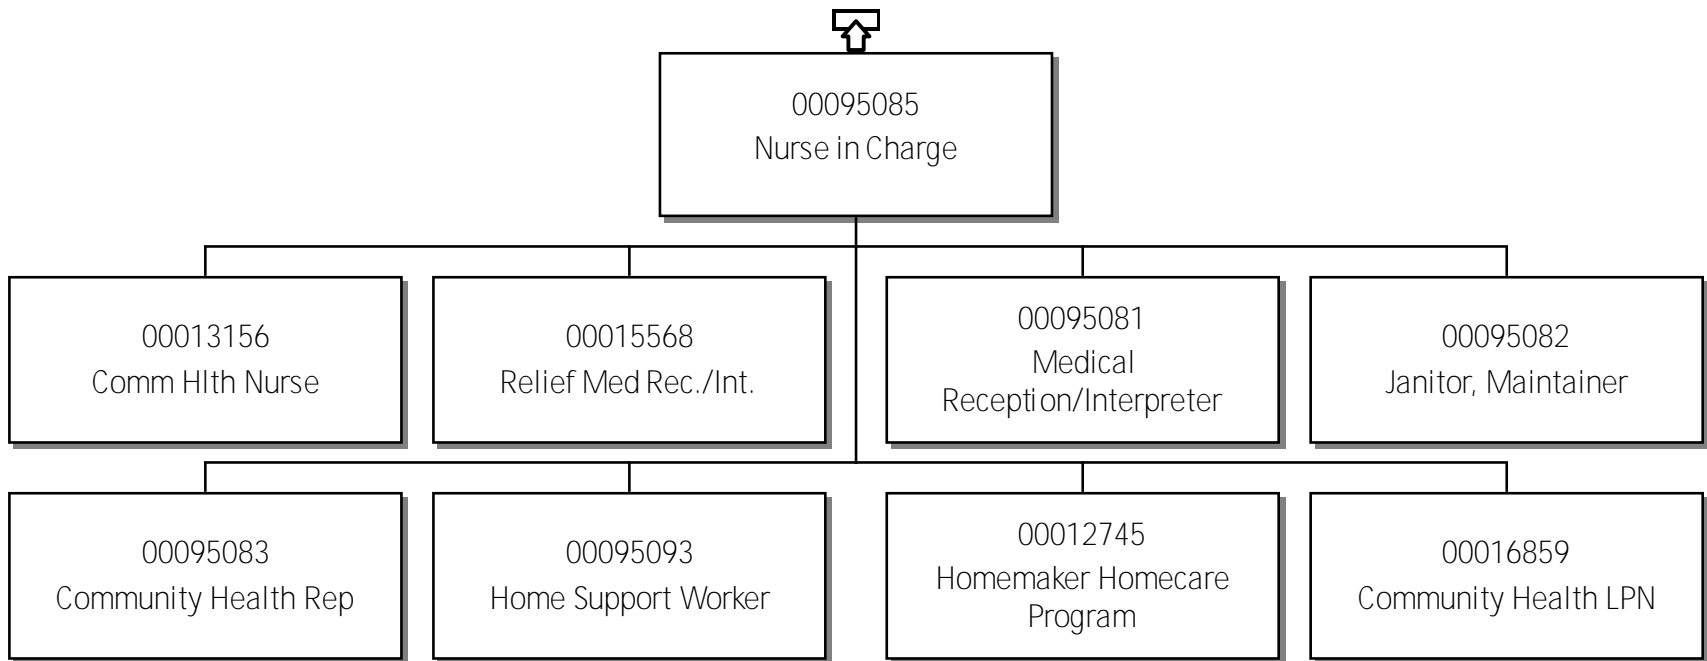 00095085
Nurse in Charge
00013156
Comm Hlth Nurse
00015568
Relief Med Rec./Int.
00095081
Medical
Reception/Interpreter
00095082
Janitor, Maintainer
00095083
Community Health Rep
00095093
Home Support Worker
00012745
Homemaker Homecare
Program
00016859
Community Health LPN